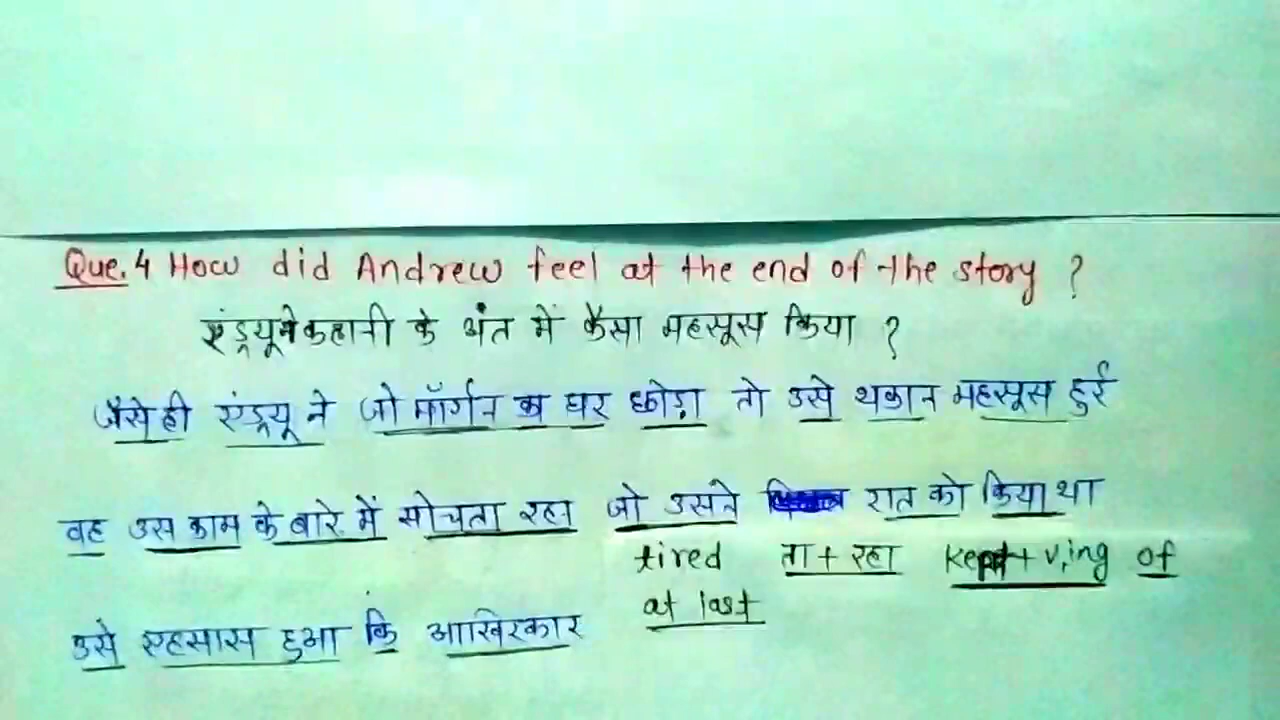 Que. 4 How did Andrew feel at the end of the story ?
एंड्रयू ने कहानी के अंत में कैसा महसूस किया ?
जैसे ही एंड्रयू ने जो मॉर्गन का घर छोड़ा तो उसे थकान महसूस हुई
वह उस काम के बारे में सोचता रहा जो उसने रात को किया था
tired ता + रहा Kept + V, ing of
at last
उसे एहसास हुआ कि आखिरकार